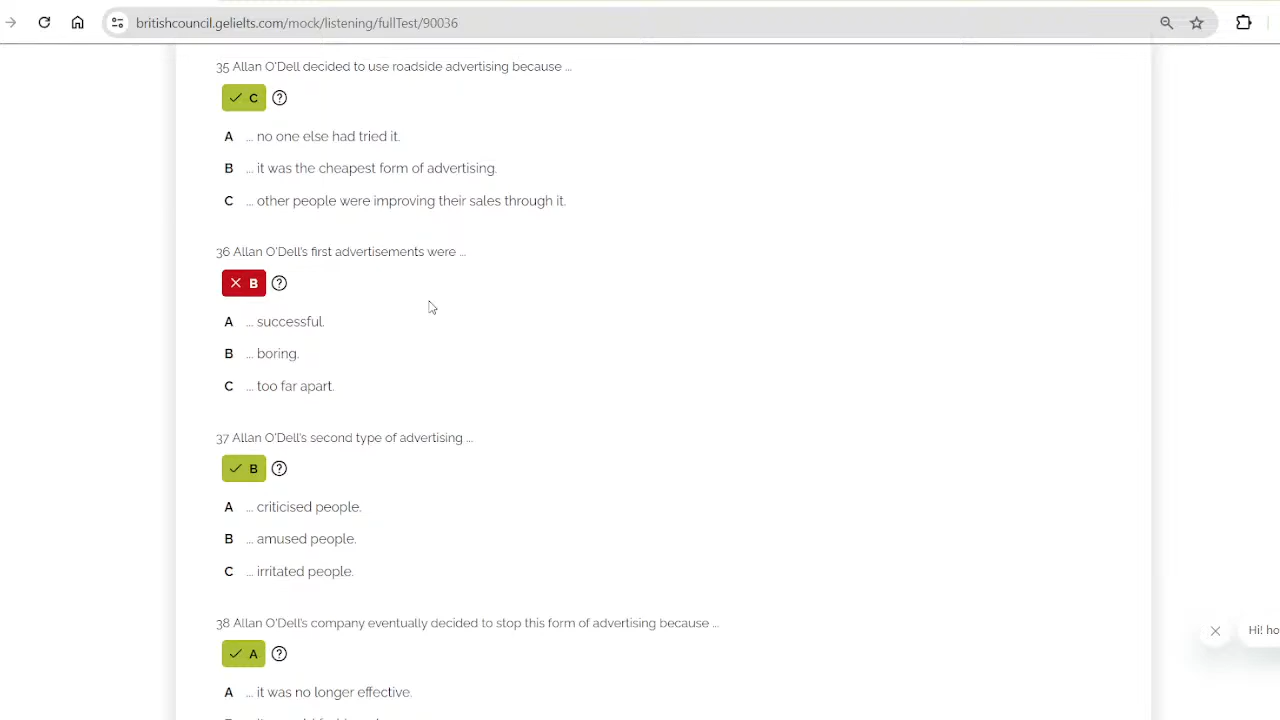 britishcouncil.gelielts.com/mock/listening/fullTest/90036
35 Allan O'Dell decided to use roadside advertising because ...
C
A ... no one else had tried it.
B ... it was the cheapest form of advertising.
C ... other people were improving their sales through it.
36 Allan O'Dell's first advertisements were ...
B
A ... successful.
B ... boring.
C ... too far apart.
37 Allan O'Dell's second type of advertising ...
B
A ... criticised people.
B ... amused people.
C ... irritated people.
38 Allan O'Dell's company eventually decided to stop this form of advertising because ...
A
Hi! ho
A ... it was no longer effective.